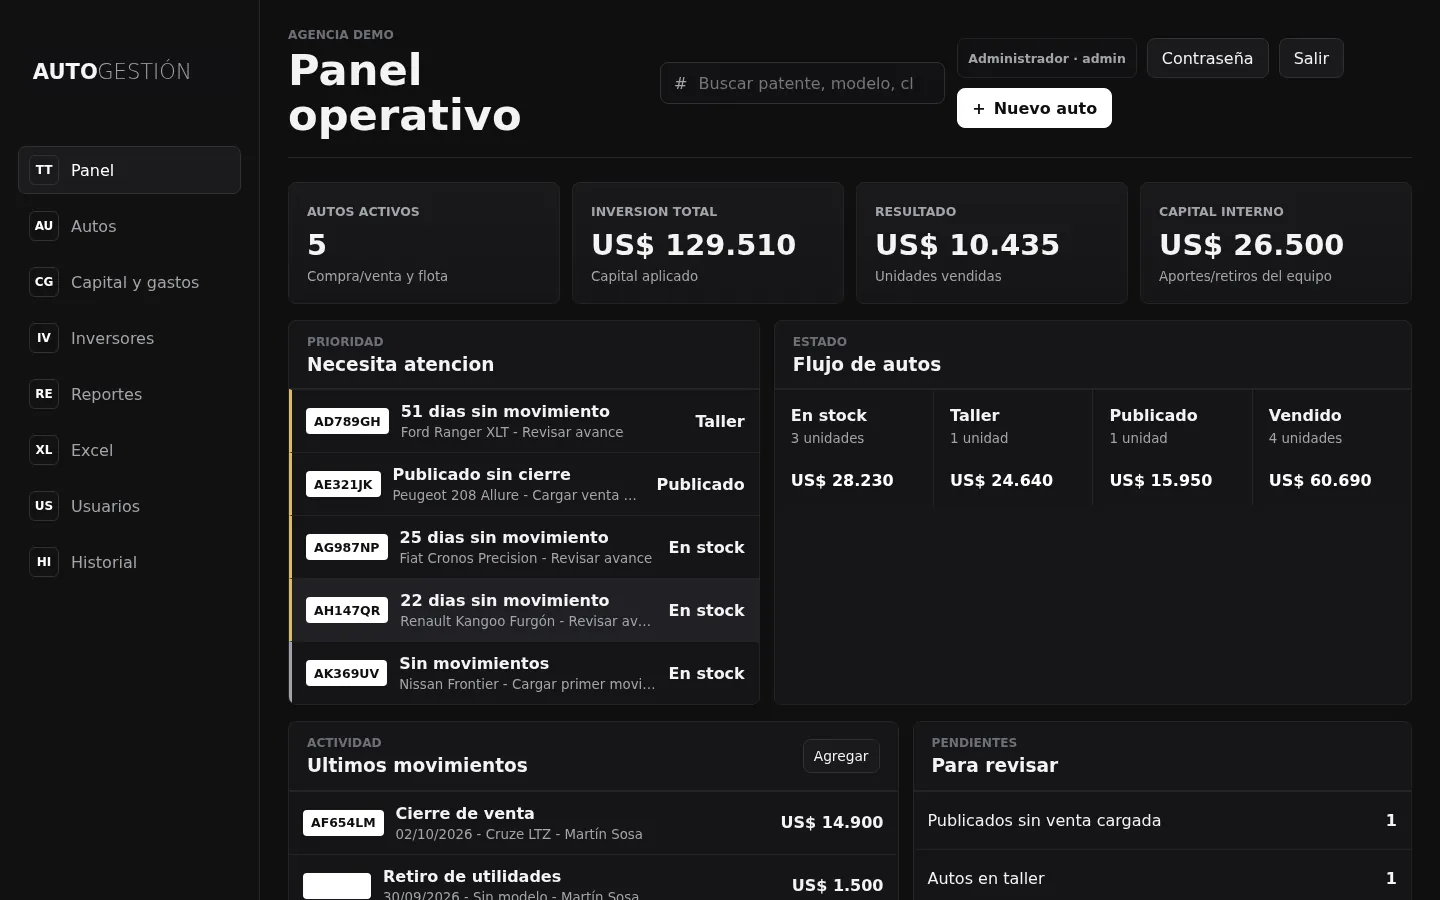 AUTOGESTIÓN
TT Panel
AU Autos
CG Capital y gastos
IV Inversores
RE Reportes
XL Excel
US Usuarios
HI Historial
AGENCIA DEMO
Panel
operativo
# Buscar patente, modelo, cl
Administrador · admin
Contraseña
Salir
+ Nuevo auto
AUTOS ACTIVOS
5
Compra/venta y flota
INVERSION TOTAL
US$ 129.510
Capital aplicado
RESULTADO
US$ 10.435
Unidades vendidas
CAPITAL INTERNO
US$ 26.500
Aportes/retiros del equipo
PRIORIDAD
Necesita atencion
AD789GH
51 dias sin movimiento
Ford Ranger XLT - Revisar avance
Taller
AE321JK
Publicado sin cierre
Peugeot 208 Allure - Cargar venta ...
Publicado
AG987NP
25 dias sin movimiento
Fiat Cronos Precision - Revisar avance
En stock
AH147QR
22 dias sin movimiento
Renault Kangoo Furgón - Revisar av...
En stock
AK369UV
Sin movimientos
Nissan Frontier - Cargar primer movi...
En stock
ESTADO
Flujo de autos
En stock
3 unidades
US$ 28.230
Taller
1 unidad
US$ 24.640
Publicado
1 unidad
US$ 15.950
Vendido
4 unidades
US$ 60.690
ACTIVIDAD
Ultimos movimientos
Agregar
AF654LM
Cierre de venta
02/10/2026 - Cruze LTZ - Martín Sosa
US$ 14.900
Retiro de utilidades
30/09/2026 - Sin modelo - Martín Sosa
US$ 1.500
PENDIENTES
Para revisar
Publicados sin venta cargada
1
Autos en taller
1